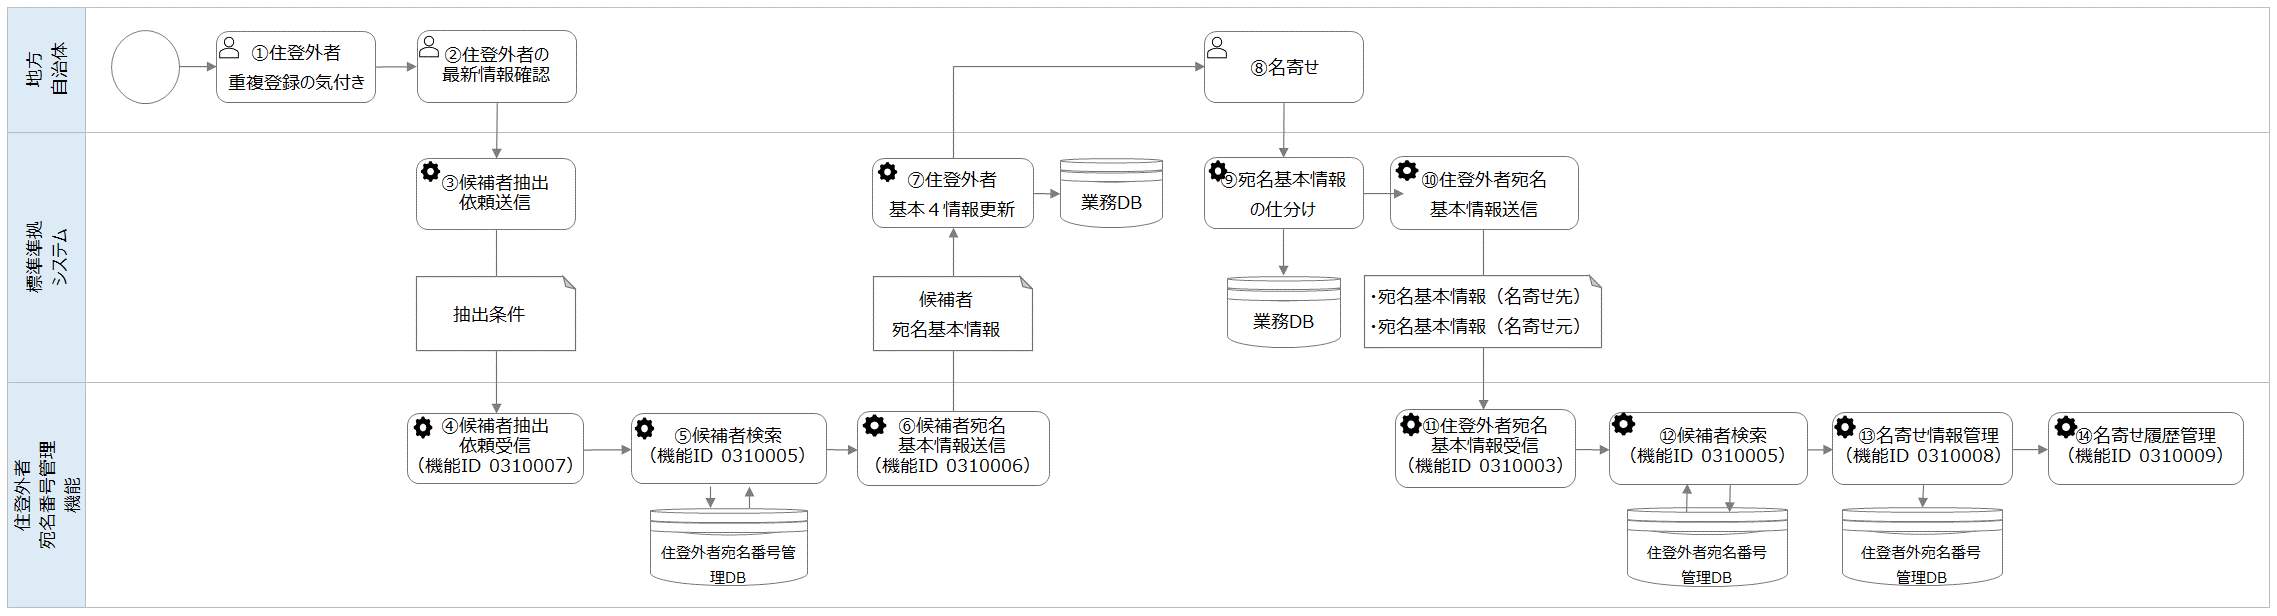 地方
自治体
①住登外者
重複登録の気付き
②住登外者の
最新情報確認
⑧名寄せ
標準準拠
システム
③候補者抽出
依頼送信
抽出条件
⑦住登外者
基本４情報更新
業務DB
候補者
宛名基本情報
⑨宛名基本情報
の仕分け
業務DB
⑩住登外者宛名
基本情報送信
・宛名基本情報（名寄せ先）
・宛名基本情報（名寄せ元）
住登外者
宛名番号管理
機能
④候補者抽出
依頼受信
（機能ID 0310007）
⑤候補者検索
（機能ID 0310005）
住登外者宛名番号管
理DB
⑥候補者宛名
基本情報送信
（機能ID 0310006）
⑪住登外者宛名
基本情報受信
（機能ID 0310003）
⑫候補者検索
（機能ID 0310005）
住登外者宛名番号
管理DB
⑬名寄せ情報管理
（機能ID 0310008）
住登者外宛名番号
管理DB
⑭名寄せ履歴管理
（機能ID 0310009）